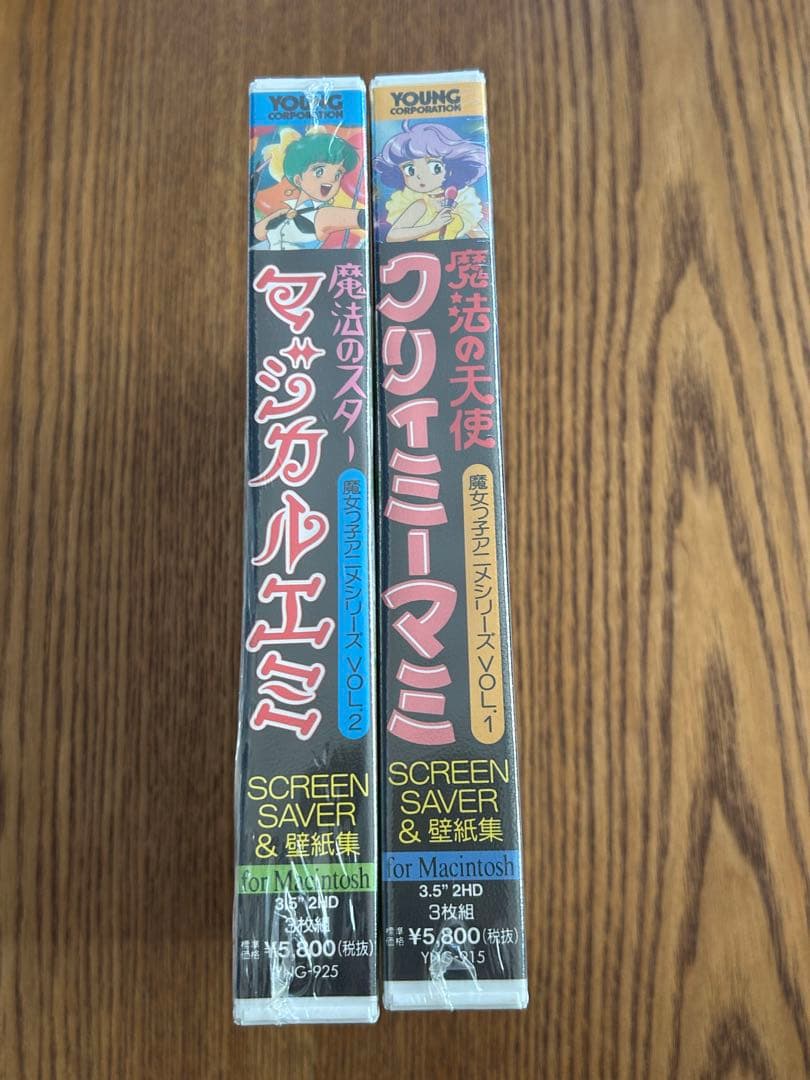 YOUNG
CORPORATION
魔法のスター
マジカルエミ
魔女っ子アニメシリーズ VOL.2
SCREEN
SAVER
& 壁紙集
for Macintosh
3.5" 2HD
3枚組
標準価格 ¥5,800(税抜)
YNG-925
YOUNG
CORPORATION
魔法の天使
クリィミーマミ
魔女っ子アニメシリーズ VOL.1
SCREEN
SAVER
& 壁紙集
for Macintosh
3.5" 2HD
3枚組
標準価格 ¥5,800(税抜)
YNG-915